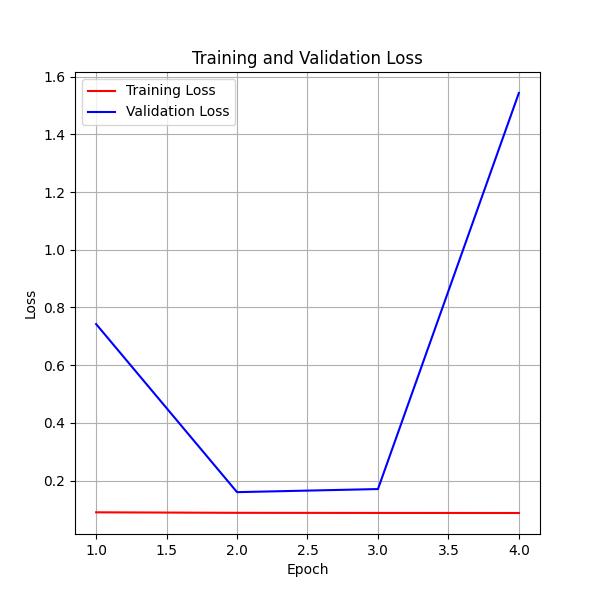 Training and Validation Loss
Training Loss
Validation Loss
1.6
1.4
1.2
1.0
0.8
0.6
0.4
0.2
Loss
1.0 1.5 2.0 2.5 3.0 3.5 4.0
Epoch